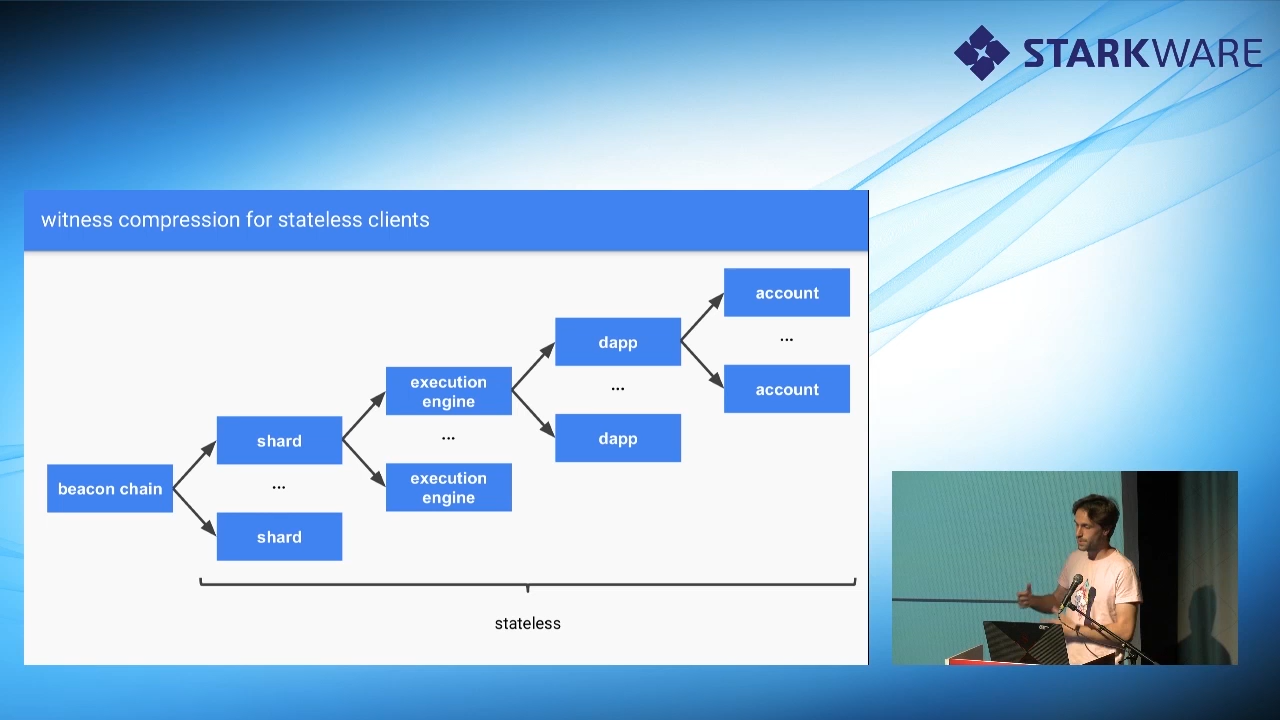 STARKWARE
witness compression for stateless clients
account
...
account
dapp
...
dapp
execution
engine
...
execution
engine
shard
...
shard
beacon chain
stateless